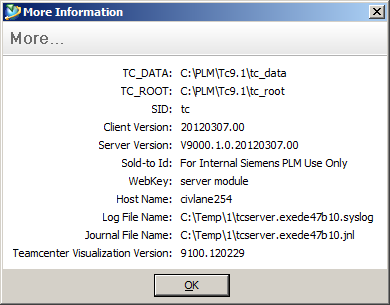 More Information
More...
TC_DATA: C:\PLM\Tc9.1\tc_data
TC_ROOT: C:\PLM\Tc9.1\tc_root
SID: tc
Client Version: 20120307.00
Server Version: V9000.1.0.20120307.00
Sold-to Id: For Internal Siemens PLM Use Only
WebKey: server module
Host Name: civlane254
Log File Name: C:\Temp\1\tcserver.exede47b10.syslog
Journal File Name: C:\Temp\1\tcserver.exede47b10.jnl
Teamcenter Visualization Version: 9100.120229
OK